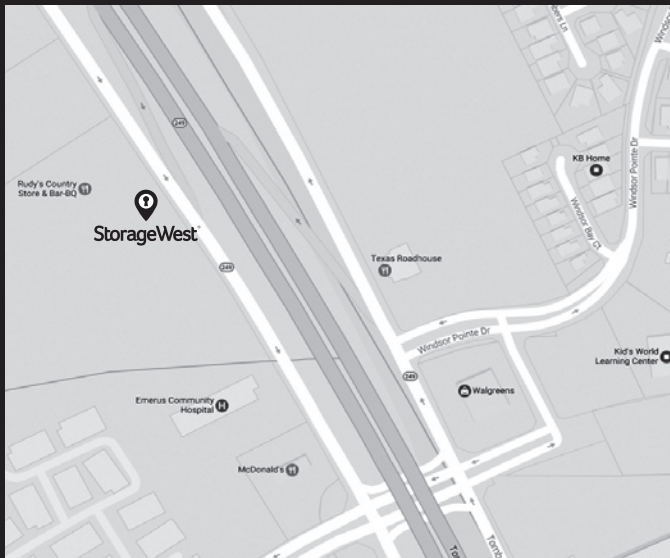 249
Rudy's Country
Store & Bar-BQ
StorageWest
249
KB Home
Windsor Pointe Dr
Windsor Bay Ct
Texas Roadhouse
Windsor Pointe Dr
Kid's World
Learning Center
249
Walgreens
Emerus Community
Hospital
H
McDonald's